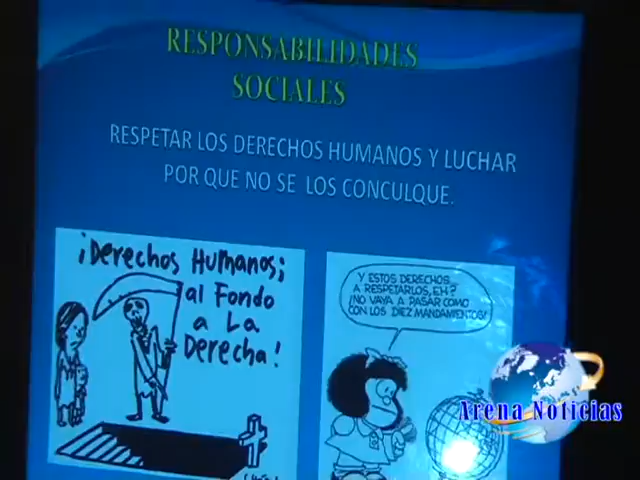 RESPONSABILIDADES
SOCIALES
RESPETAR LOS DERECHOS HUMANOS Y LUCHAR
POR QUE NO SE LOS CONCULQUE.
¡Derechos Humanos;
al Fondo
a La
Derecha!
Y ESTOS DERECHOS
A RESPETARLOS, EH?
¡NO VAYA A PASAR COMO
CON LOS DIEZ MANDAMIENTOS!
Arena Noticias